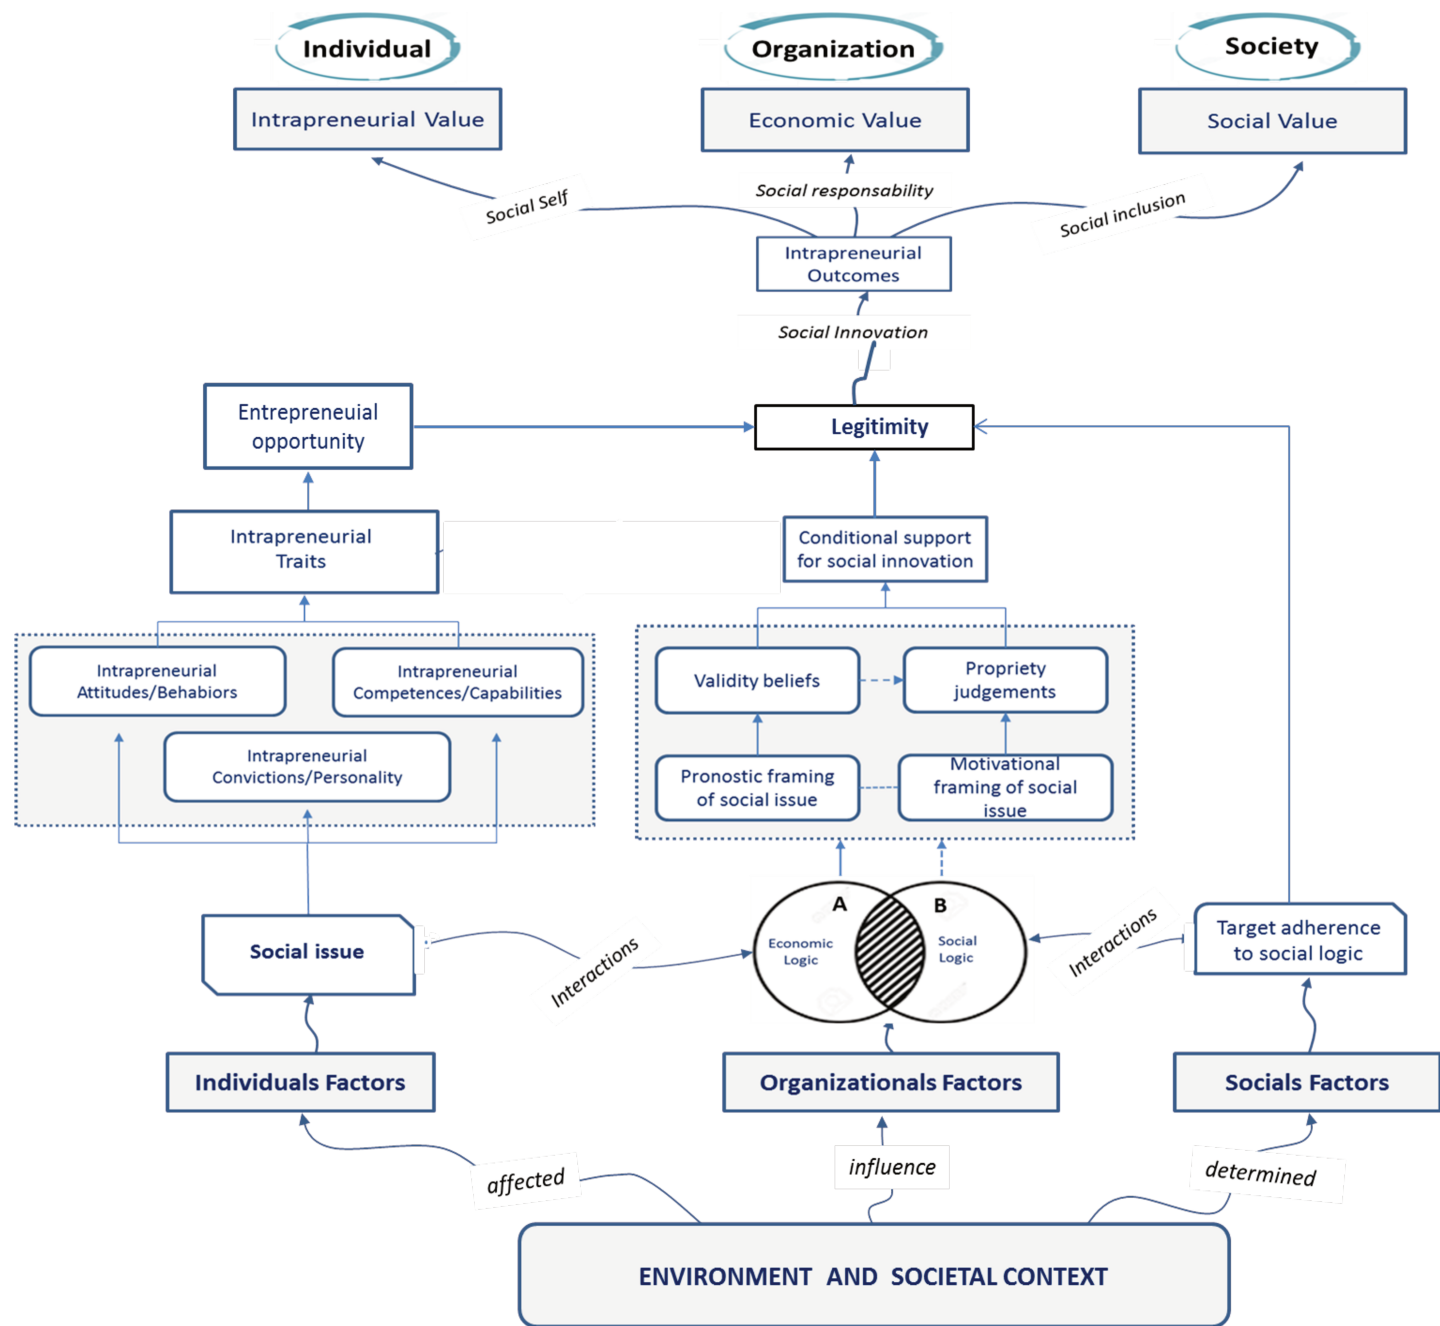 Individual
Organization
Society
Intrapreneurial Value
Economic Value
Social Value
Social Self
Social responsability
Social inclusion
Intrapreneurial
Outcomes
Social Innovation
Entrepreneuial
opportunity
Legitimity
Intrapreneurial
Traits
Conditional support
for social innovation
Intrapreneurial
Attitudes/Behabiors
Intrapreneurial
Competences/Capabilities
Intrapreneurial
Convictions/Personality
Validity beliefs
Propriety
judgements
Pronostic framing
of social issue
Motivational
framing of social
issue
A
B
Economic
Logic
Social
Logic
Social issue
Interactions
Interactions
Target adherence
to social logic
Individuals Factors
Organizationals Factors
Socials Factors
affected
influence
determined
ENVIRONMENT AND SOCIETAL CONTEXT